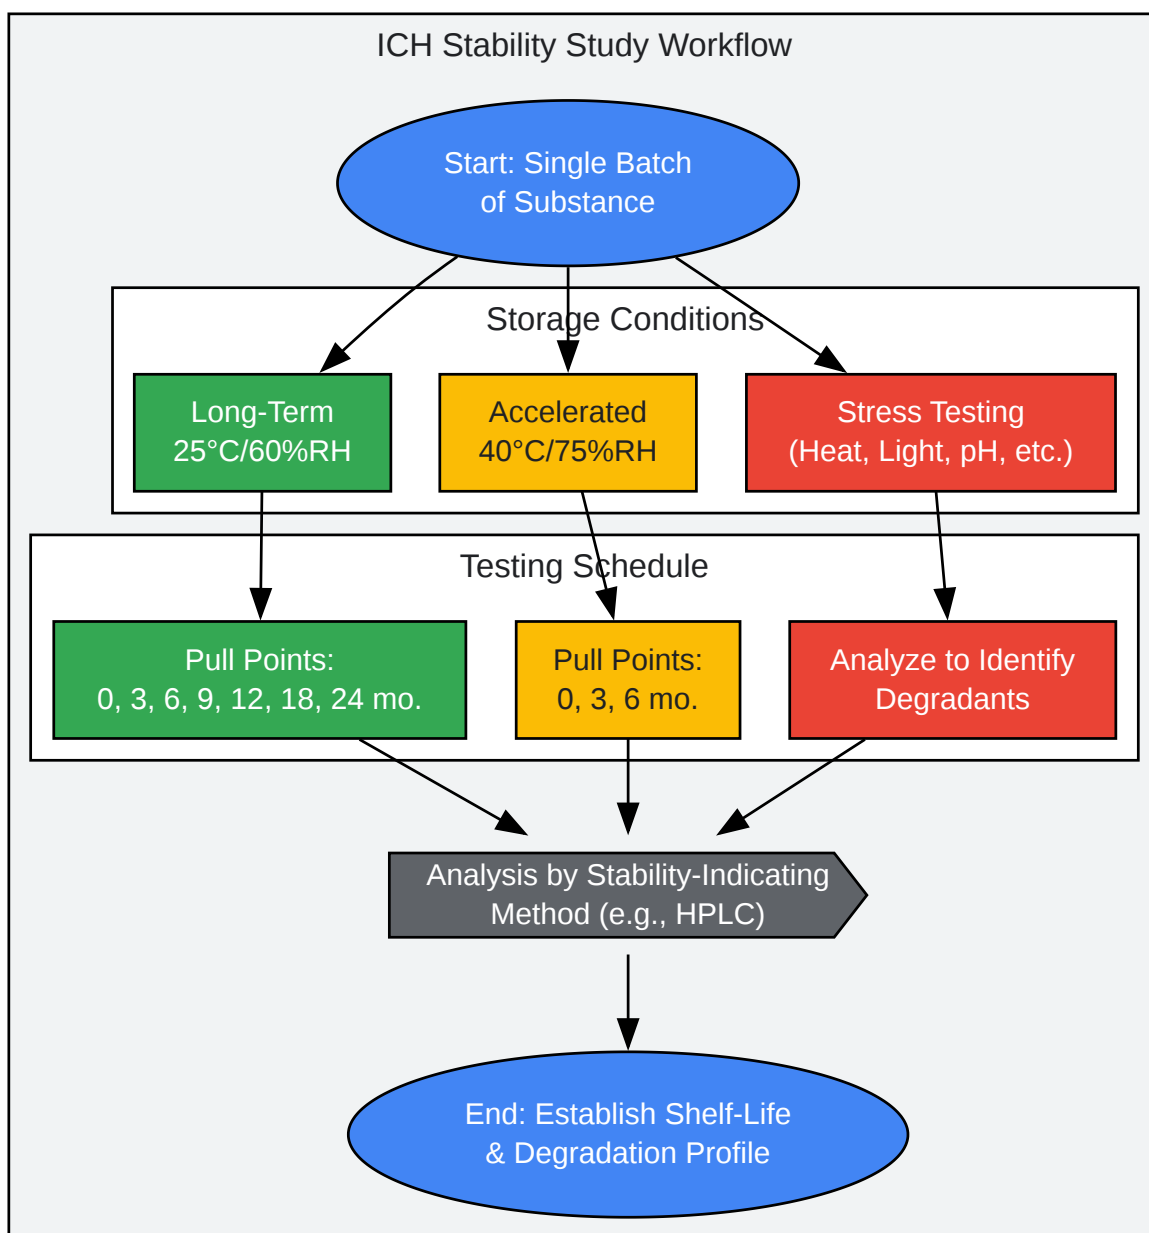 ICH Stability Study Workflow
Start: Single Batch
of Substance
Storage Conditions
Long-Term
25°C/60%RH
Accelerated
40°C/75%RH
Stress Testing
(Heat, Light, pH, etc.)
Testing Schedule
Pull Points:
0, 3, 6, 9, 12, 18, 24 mo.
Pull Points:
0, 3, 6 mo.
Analyze to Identify
Degradants
Analysis by Stability-Indicating
Method (e.g., HPLC)
End: Establish Shelf-Life
& Degradation Profile